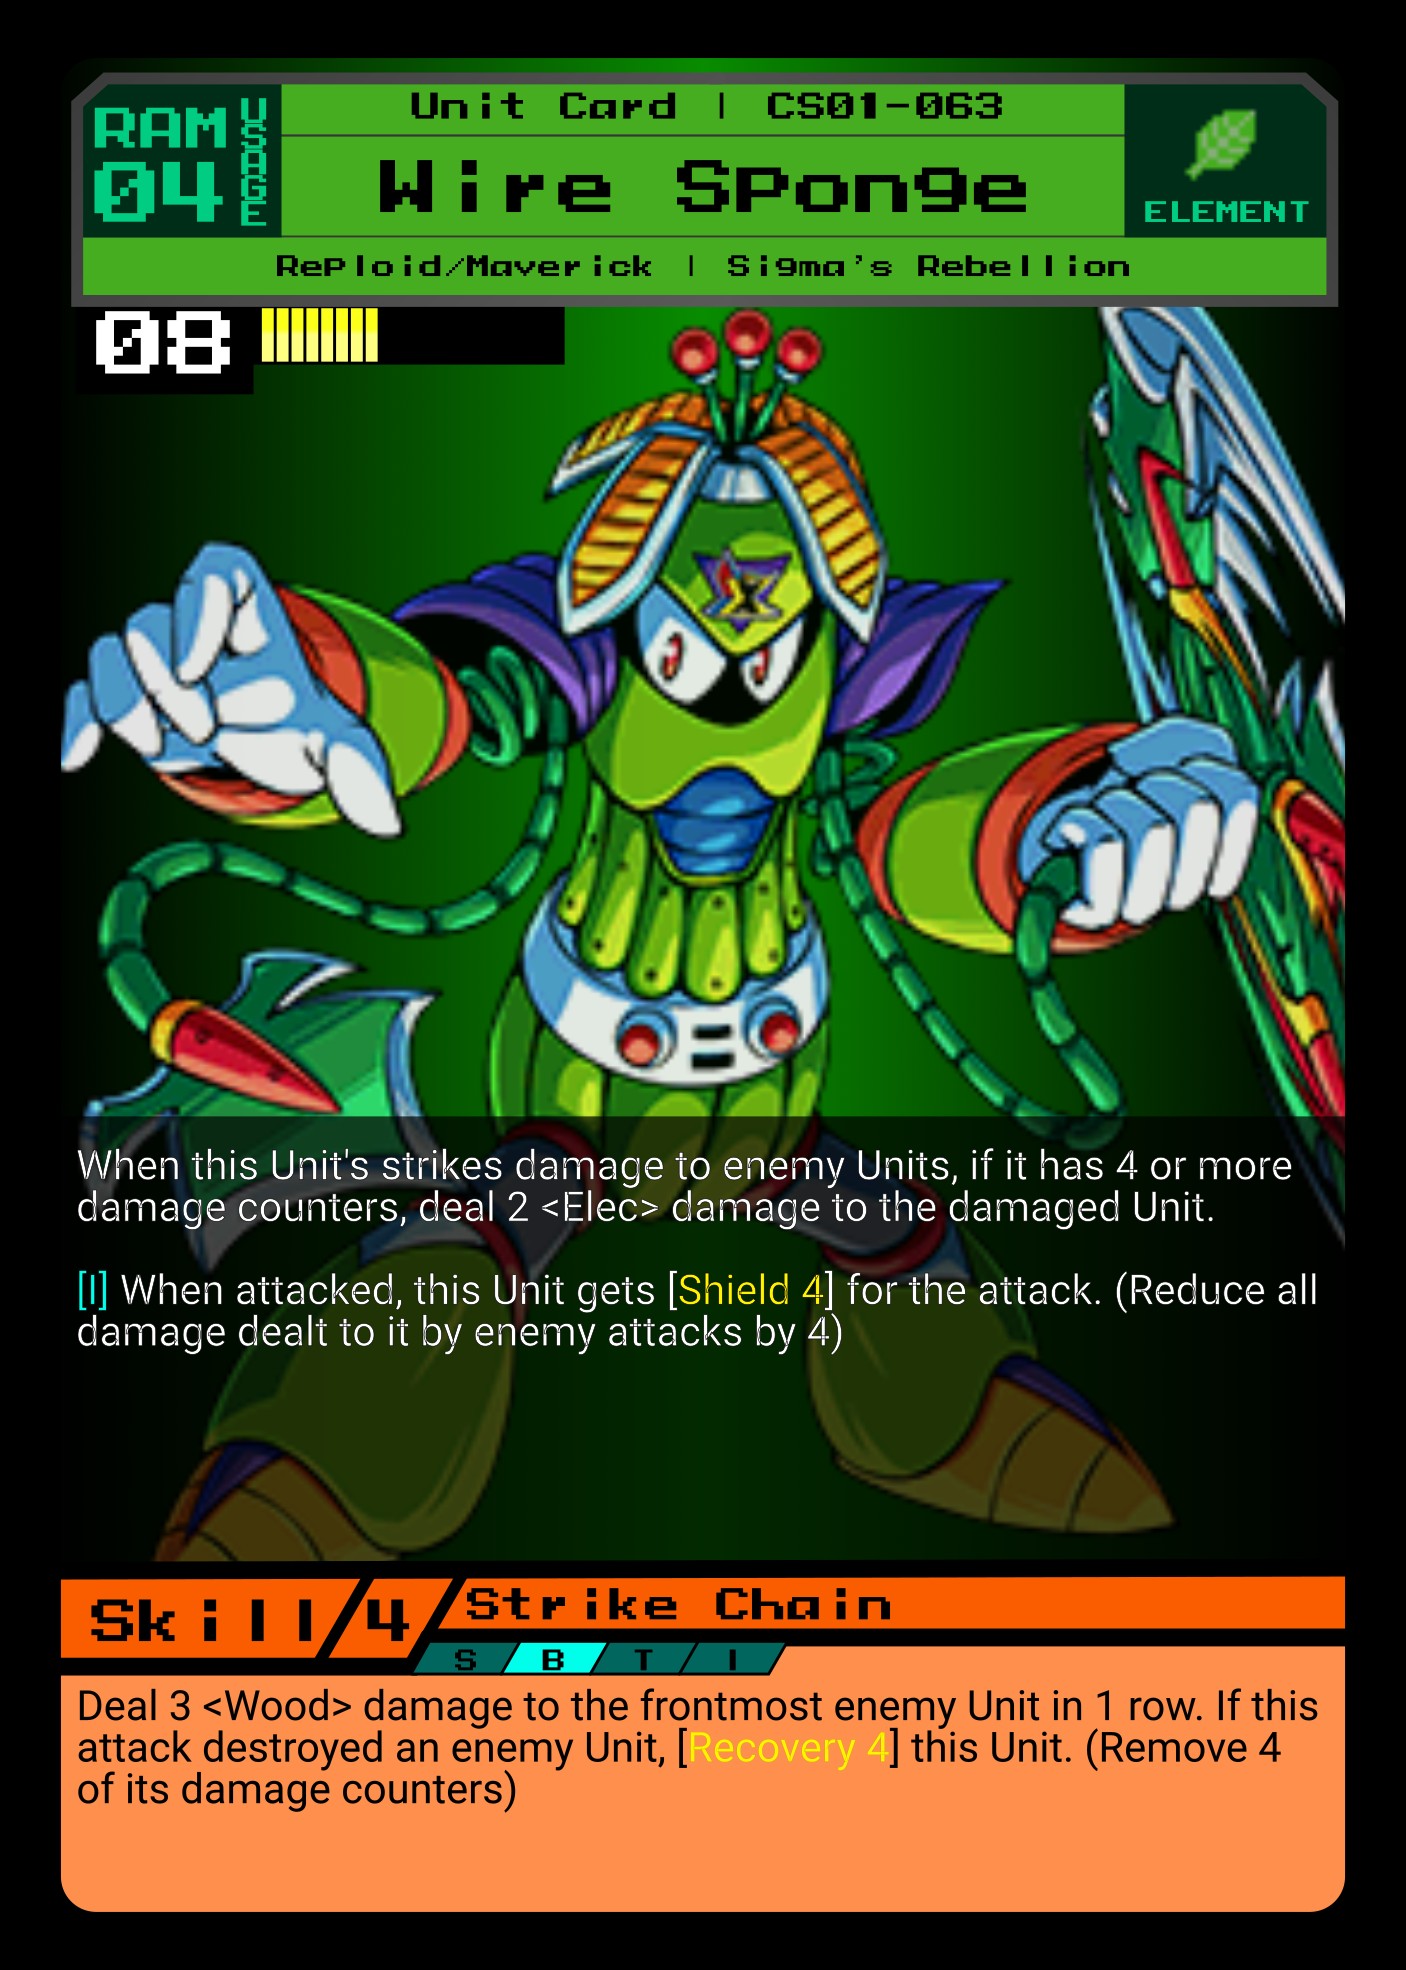 RAM
04
USAGE
Unit Card | CS01-063
Wire Sponge
ELEMENT
Reploid/Maverick | Sigma's Rebellion
08
When this Unit's strikes damage to enemy Units, if it has 4 or more
damage counters, deal 2 <Elec> damage to the damaged Unit.
[I] When attacked, this Unit gets [Shield 4] for the attack. (Reduce all
damage dealt to it by enemy attacks by 4)
Skill/4
Strike Chain
S B T I
Deal 3 <Wood> damage to the frontmost enemy Unit in 1 row. If this
attack destroyed an enemy Unit, [Recovery 4] this Unit. (Remove 4
of its damage counters)